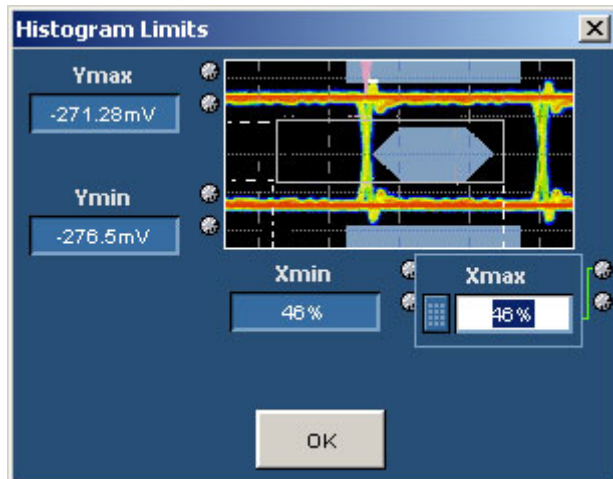 Histogram Limits
Ymax
-271.28mV
Ymin
-276.5mV
Xmin
46%
Xmax
46%
OK